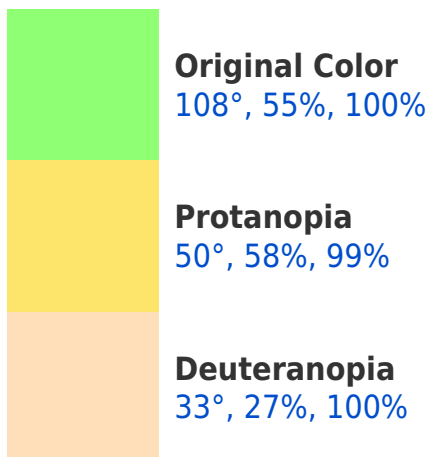 Original Color
108°, 55%, 100%
Protanopia
50°, 58%, 99%
Deuteranopia
33°, 27%, 100%